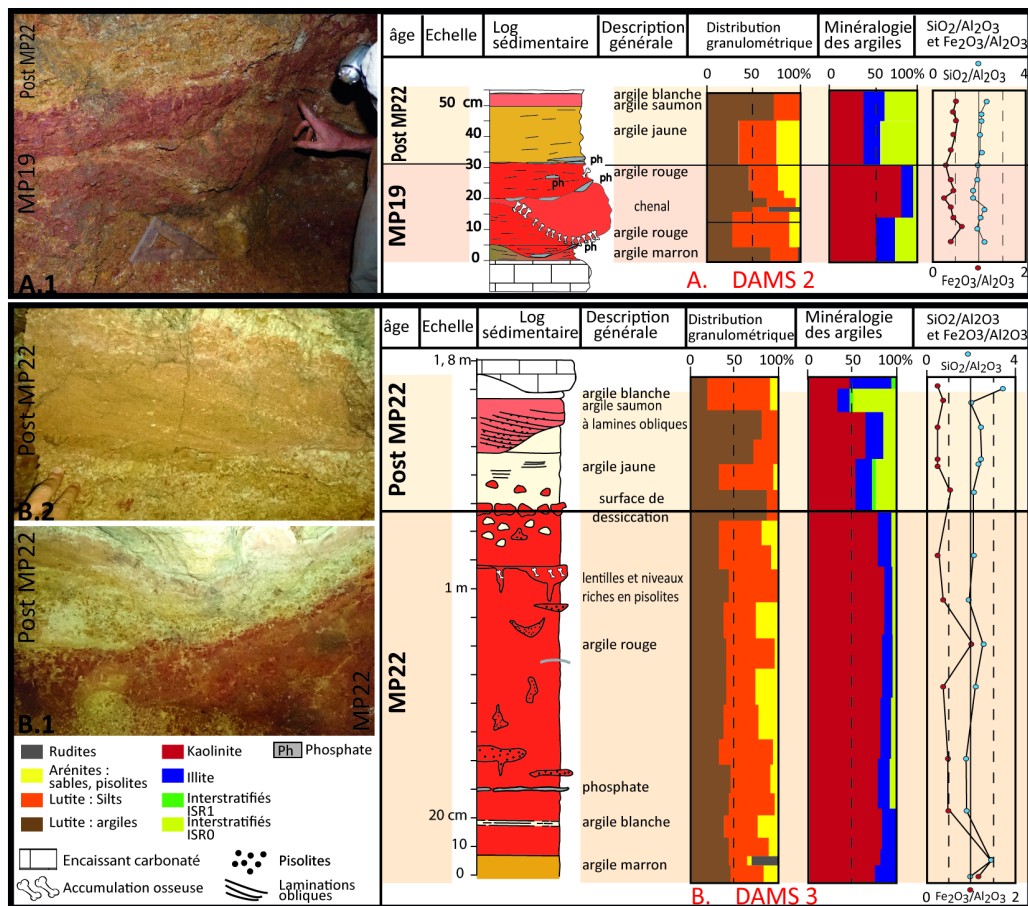 Post MP22
MP19
A.1
âge
Echelle
Log
sédimentaire
Description
générale
Distribution
granulométrique
Minéralogie
des argiles
SiO2/Al2O3
et Fe2O3/Al2O3
0 50 100%
0 50 100%
SiO2/Al2O3
0 4
Post MP22
MP19
50 cm
40
30
20
10
0
ph
ph
ph
ph
argile blanche
argile saumon
argile jaune
argile rouge
chenal
argile rouge
argile marron
0 2
Fe2O3/Al2O3
A. DAMS 2
Post MP22
B.2
Post MP22
MP22
B.1
âge
Echelle
Log
sédimentaire
Description
générale
Distribution
granulométrique
Minéralogie
des argiles
SiO2/Al2O3
et Fe2O3/Al2O3
0 50 100%
0 50 100%
0 4
SiO2/Al2O3
Post MP22
MP22
1,8 m
1 m
20 cm
10
0
argile blanche
argile saumon
à lamines obliques
argile jaune
surface de
dessiccation
lentilles et niveaux
riches en pisolites
argile rouge
phosphate
argile blanche
argile marron
0 Fe2O3/Al2O3 2
B. DAMS 3
Rudites
Arénites :
sables, pisolites
Lutite : Silts
Lutite : argiles
Kaolinite
Illite
Interstratifiés
ISR1
Interstratifiés
ISR0
Ph Phosphate
Encaissant carbonaté
Accumulation osseuse
Pisolites
Laminations
obliques